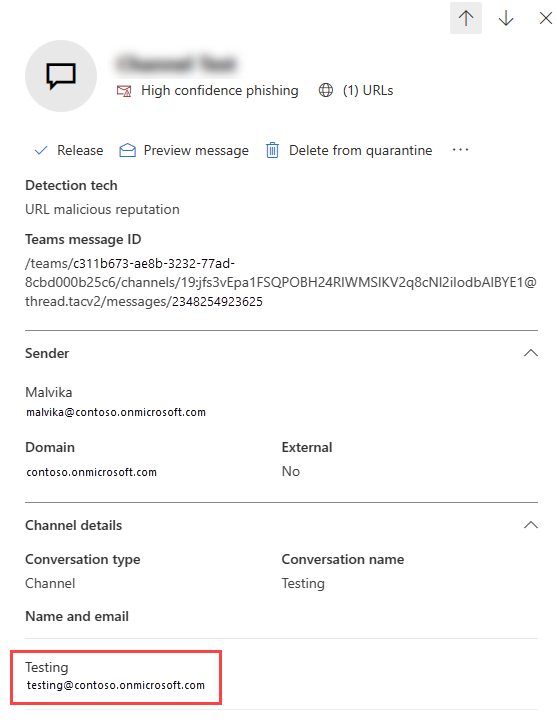 High confidence phishing (1) URLs
Release Preview message Delete from quarantine ...
Detection tech
URL malicious reputation
Teams message ID
/teams/c311b673-ae8b-3232-77ad-
8cbd000b25c6/channels/19:jfs3vEpa1FSQPOBH24RIWMSIKV2q8cNI2iIodbAIBYE1@
thread.tacv2/messages/2348254923625
Sender
Malvika
malvika@contoso.onmicrosoft.com
Domain External
contoso.onmicrosoft.com No
Channel details
Conversation type Conversation name
Channel Testing
Name and email
Testing
testing@contoso.onmicrosoft.com